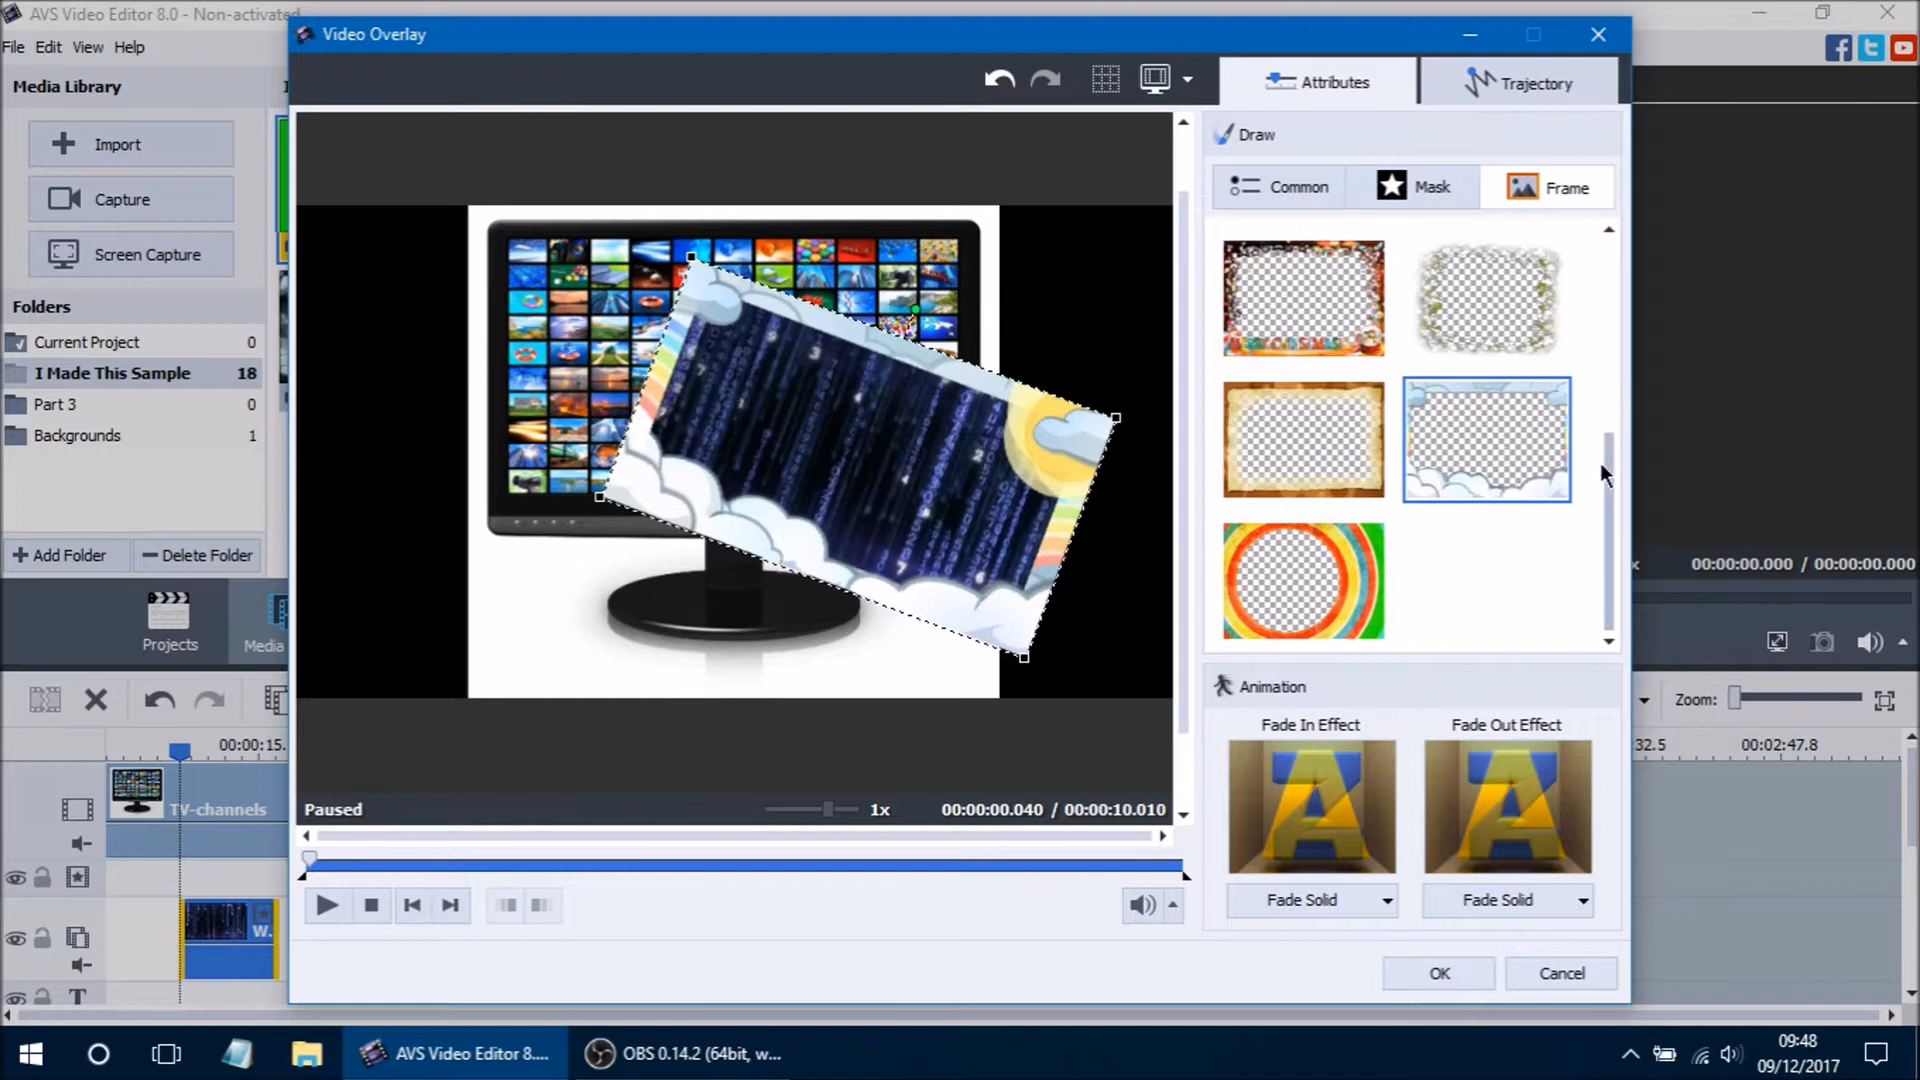 AVS Video Editor 8.0 - Non-activated
File Edit View Help
Media Library
Import
Capture
Screen Capture
Folders
Current Project 0
I Made This Sample 18
Part 3 0
Backgrounds 1
Add Folder Delete Folder
Projects
Media
00:00:15.
TV-channels
W.
Video Overlay
Attributes
Trajectory
Draw
Common
Mask
Frame
Animation
Fade In Effect Fade Out Effect
Fade Solid Fade Solid
OK Cancel
Paused 1x 00:00:00.040 / 00:00:10.010
x 00:00:00.000 / 00:00:00.000
Zoom:
32.5 00:02:47.8
AVS Video Editor 8....
OBS 0.14.2 (64bit, w...
09:48
09/12/2017